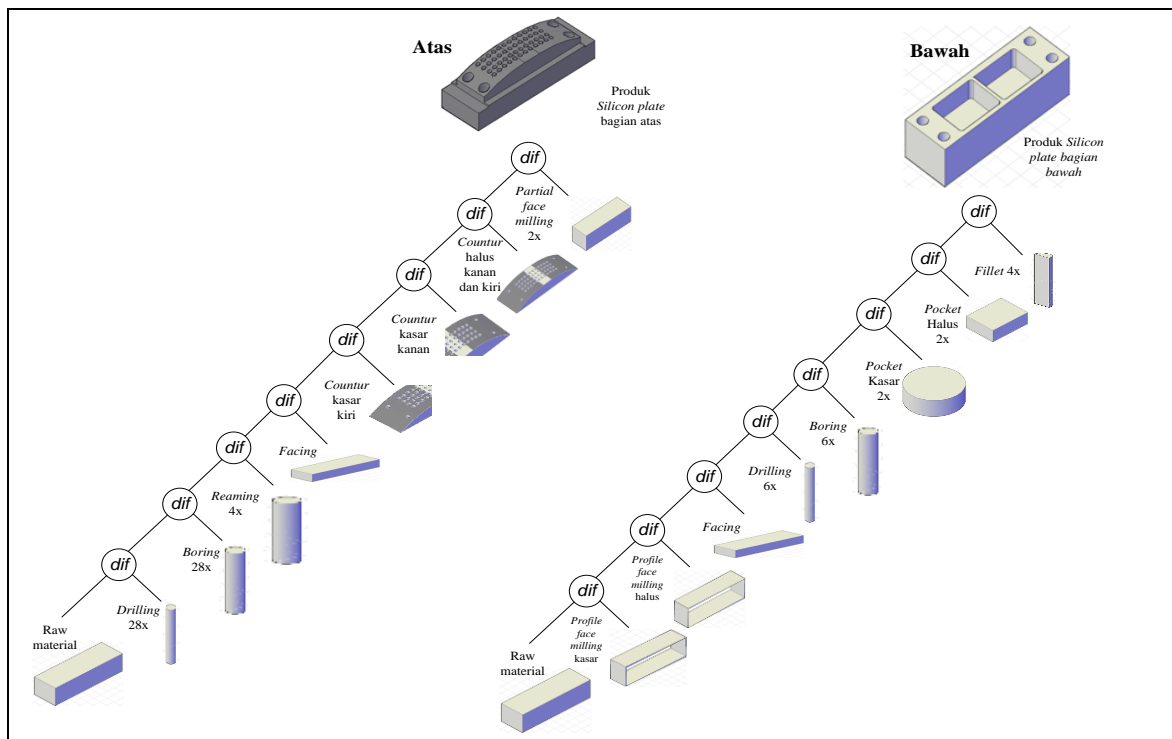 Atas
Produk
Silicon plate
bagian atas
dif
Partial
face
milling
2x
dif
Countur
halus
kanan
dan kiri
dif
Countur
kasar
kanan
dif
Countur
kasar
kiri
dif
Facing
dif
Reaming
4x
dif
Boring
28x
dif
Drilling
28x
Raw
material
Bawah
Produk Silicon
plate bagian
bawah
dif
Fillet 4x
dif
Pocket
Halus
2x
dif
Pocket
Kasar
2x
dif
Boring
6x
dif
Drilling
6x
dif
Facing
dif
Profile
face
milling
halus
dif
Profile
face
milling
kasar
Raw
material